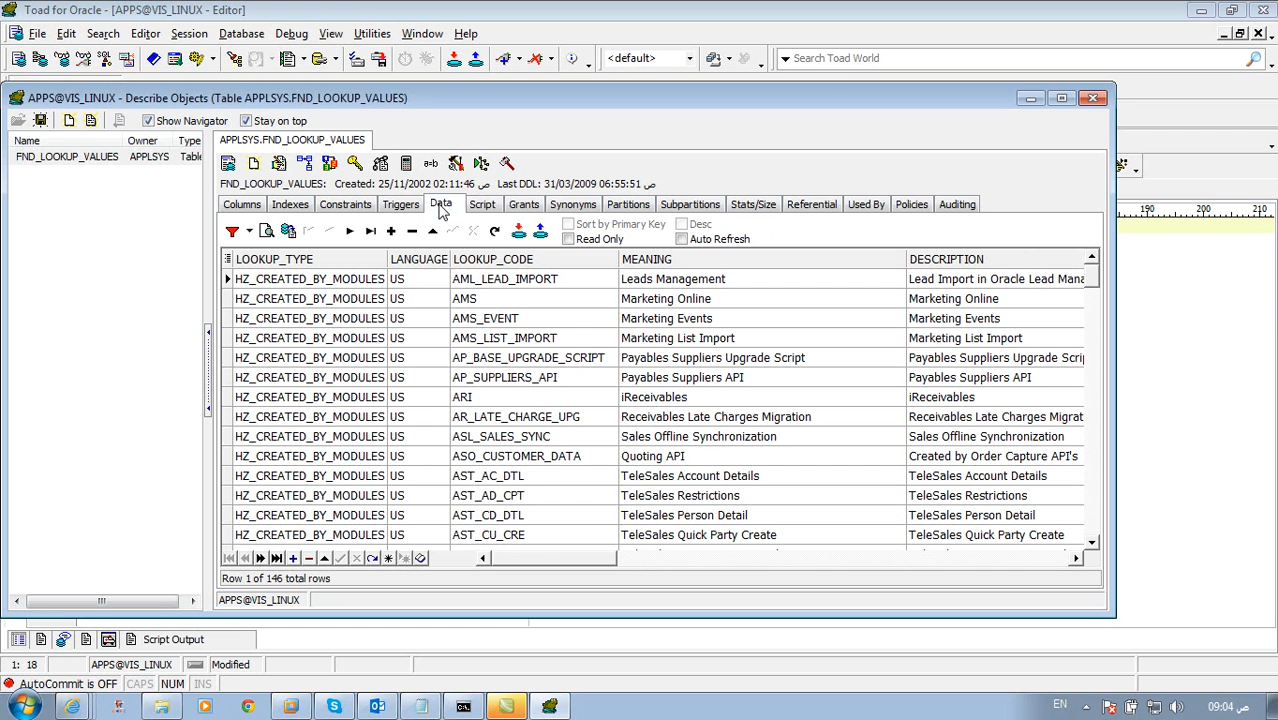 Toad for Oracle - [APPS@VIS_LINUX - Editor]
File Edit Search Editor Session Database Debug View Utilities Window Help
<default> Search Toad World
APPS@VIS_LINUX - Describe Objects (Table APPLSYS.FND_LOOKUP_VALUES)
Show Navigator Stay on top
Name Owner Type
FND_LOOKUP_VALUES APPLSYS Table
APPLSYS.FND_LOOKUP_VALUES
FND_LOOKUP_VALUES: Created: 25/11/2002 02:11:46 ص Last DDL: 31/03/2009 06:55:51 ص
Columns Indexes Constraints Triggers Data Script Grants Synonyms Partitions Subpartitions Stats/Size Referential Used By Policies Auditing
Sort by Primary Key Desc
Read Only Auto Refresh
190 200 210
LOOKUP_TYPE LANGUAGE LOOKUP_CODE MEANING DESCRIPTION
HZ_CREATED_BY_MODULES US AML_LEAD_IMPORT Leads Management Lead Import in Oracle Lead Mana
HZ_CREATED_BY_MODULES US AMS Marketing Online Marketing Online
HZ_CREATED_BY_MODULES US AMS_EVENT Marketing Events Marketing Events
HZ_CREATED_BY_MODULES US AMS_LIST_IMPORT Marketing List Import Marketing List Import
HZ_CREATED_BY_MODULES US AP_BASE_UPGRADE_SCRIPT Payables Suppliers Upgrade Script Payables Suppliers Upgrade Scrip
HZ_CREATED_BY_MODULES US AP_SUPPLIERS_API Payables Suppliers API Payables Suppliers API
HZ_CREATED_BY_MODULES US ARI iReceivables iReceivables
HZ_CREATED_BY_MODULES US AR_LATE_CHARGE_UPG Receivables Late Charges Migration Receivables Late Charges Migrat
HZ_CREATED_BY_MODULES US ASL_SALES_SYNC Sales Offline Synchronization Sales Offline Synchronization
HZ_CREATED_BY_MODULES US ASO_CUSTOMER_DATA Quoting API Created by Order Capture API's
HZ_CREATED_BY_MODULES US AST_AC_DTL TeleSales Account Details TeleSales Account Details
HZ_CREATED_BY_MODULES US AST_AD_CPT TeleSales Restrictions TeleSales Restrictions
HZ_CREATED_BY_MODULES US AST_CD_DTL TeleSales Person Detail TeleSales Person Detail
HZ_CREATED_BY_MODULES US AST_CU_CRE TeleSales Quick Party Create TeleSales Quick Party Create
Row 1 of 146 total rows
APPS@VIS_LINUX
Script Output
1: 18 APPS@VIS_LINUX Modified
AutoCommit is OFF CAPS NUM INS
EN 09:04 ص